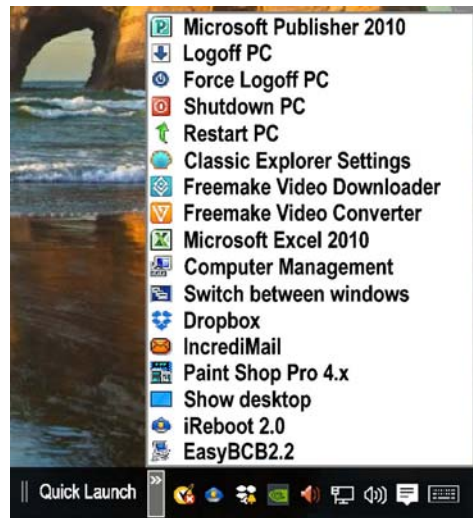 Microsoft Publisher 2010
Logoff PC
Force Logoff PC
Shutdown PC
Restart PC
Classic Explorer Settings
Freemake Video Downloader
Freemake Video Converter
Microsoft Excel 2010
Computer Management
Switch between windows
Dropbox
IncrediMail
Paint Shop Pro 4.x
Show desktop
iReboot 2.0
EasyBCB2.2
Quick Launch